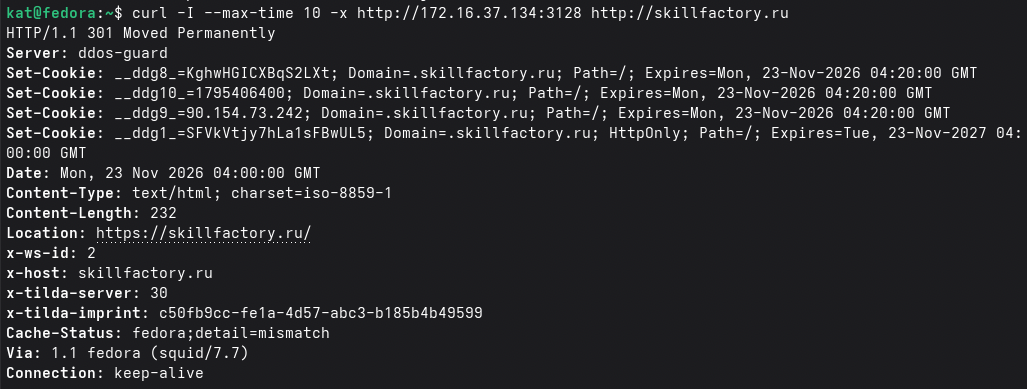 kat@fedora:~$ curl -I --max-time 10 -x http://172.16.37.134:3128 http://skillfactory.ru
HTTP/1.1 301 Moved Permanently
Server: ddos-guard
Set-Cookie: __ddg8_=KghwHGICXBqS2LXt; Domain=.skillfactory.ru; Path=/; Expires=Mon, 23-Nov-2026 04:20:00 GMT
Set-Cookie: __ddg10_=1795406400; Domain=.skillfactory.ru; Path=/; Expires=Mon, 23-Nov-2026 04:20:00 GMT
Set-Cookie: __ddg9_=90.154.73.242; Domain=.skillfactory.ru; Path=/; Expires=Mon, 23-Nov-2026 04:20:00 GMT
Set-Cookie: __ddg1_=SFVkVtjy7hLa1sFBwUL5; Domain=.skillfactory.ru; HttpOnly; Path=/; Expires=Tue, 23-Nov-2027 04:
00:00 GMT
Date: Mon, 23 Nov 2026 04:00:00 GMT
Content-Type: text/html; charset=iso-8859-1
Content-Length: 232
Location: https://skillfactory.ru/
x-ws-id: 2
x-host: skillfactory.ru
x-tilda-server: 30
x-tilda-imprint: c50fb9cc-fe1a-4d57-abc3-b185b4b49599
Cache-Status: fedora;detail=mismatch
Via: 1.1 fedora (squid/7.7)
Connection: keep-alive